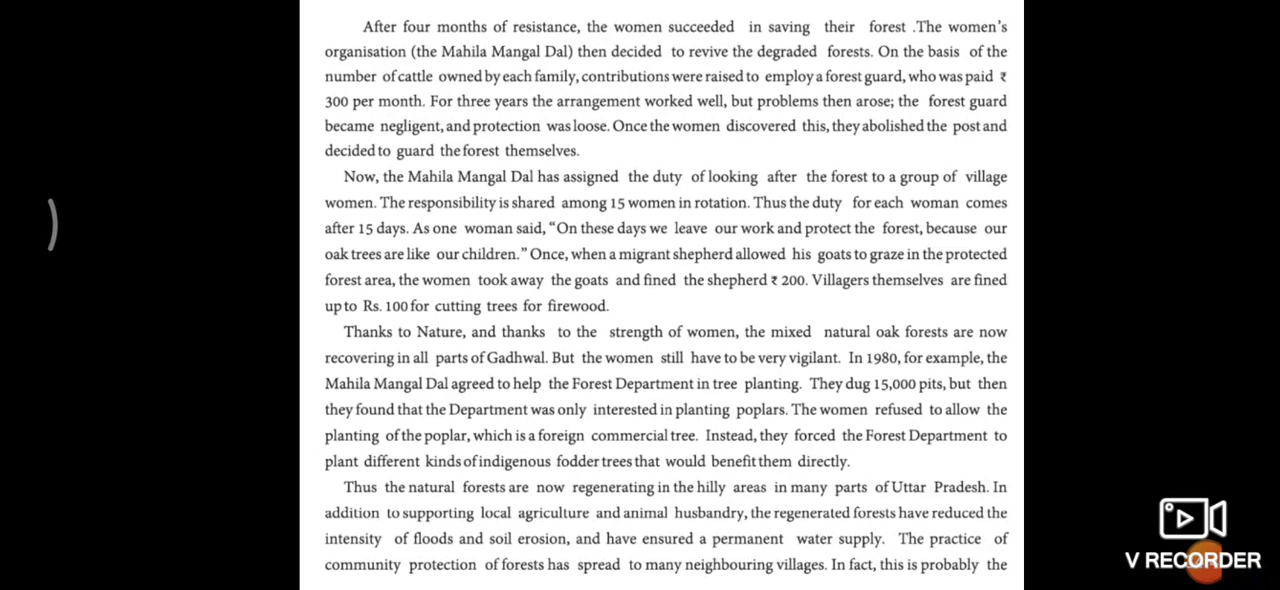 After four months of resistance, the women succeeded in saving their forest .The women's
organisation (the Mahila Mangal Dal) then decided to revive the degraded forests. On the basis of the
number of cattle owned by each family, contributions were raised to employ a forest guard, who was paid ₹
300 per month. For three years the arrangement worked well, but problems then arose; the forest guard
became negligent, and protection was loose. Once the women discovered this, they abolished the post and
decided to guard the forest themselves.
Now, the Mahila Mangal Dal has assigned the duty of looking after the forest to a group of village
women. The responsibility is shared among 15 women in rotation. Thus the duty for each woman comes
after 15 days. As one woman said, “On these days we leave our work and protect the forest, because our
oak trees are like our children.” Once, when a migrant shepherd allowed his goats to graze in the protected
forest area, the women took away the goats and fined the shepherd ₹ 200. Villagers themselves are fined
up to Rs. 100 for cutting trees for firewood.
Thanks to Nature, and thanks to the strength of women, the mixed natural oak forests are now
recovering in all parts of Gadhwal. But the women still have to be very vigilant. In 1980, for example, the
Mahila Mangal Dal agreed to help the Forest Department in tree planting. They dug 15,000 pits, but then
they found that the Department was only interested in planting poplars. The women refused to allow the
planting of the poplar, which is a foreign commercial tree. Instead, they forced the Forest Department to
plant different kinds of indigenous fodder trees that would benefit them directly.
Thus the natural forests are now regenerating in the hilly areas in many parts of Uttar Pradesh. In
addition to supporting local agriculture and animal husbandry, the regenerated forests have reduced the
intensity of floods and soil erosion, and have ensured a permanent water supply. The practice of
community protection of forests has spread to many neighbouring villages. In fact, this is probably the
V RECORDER